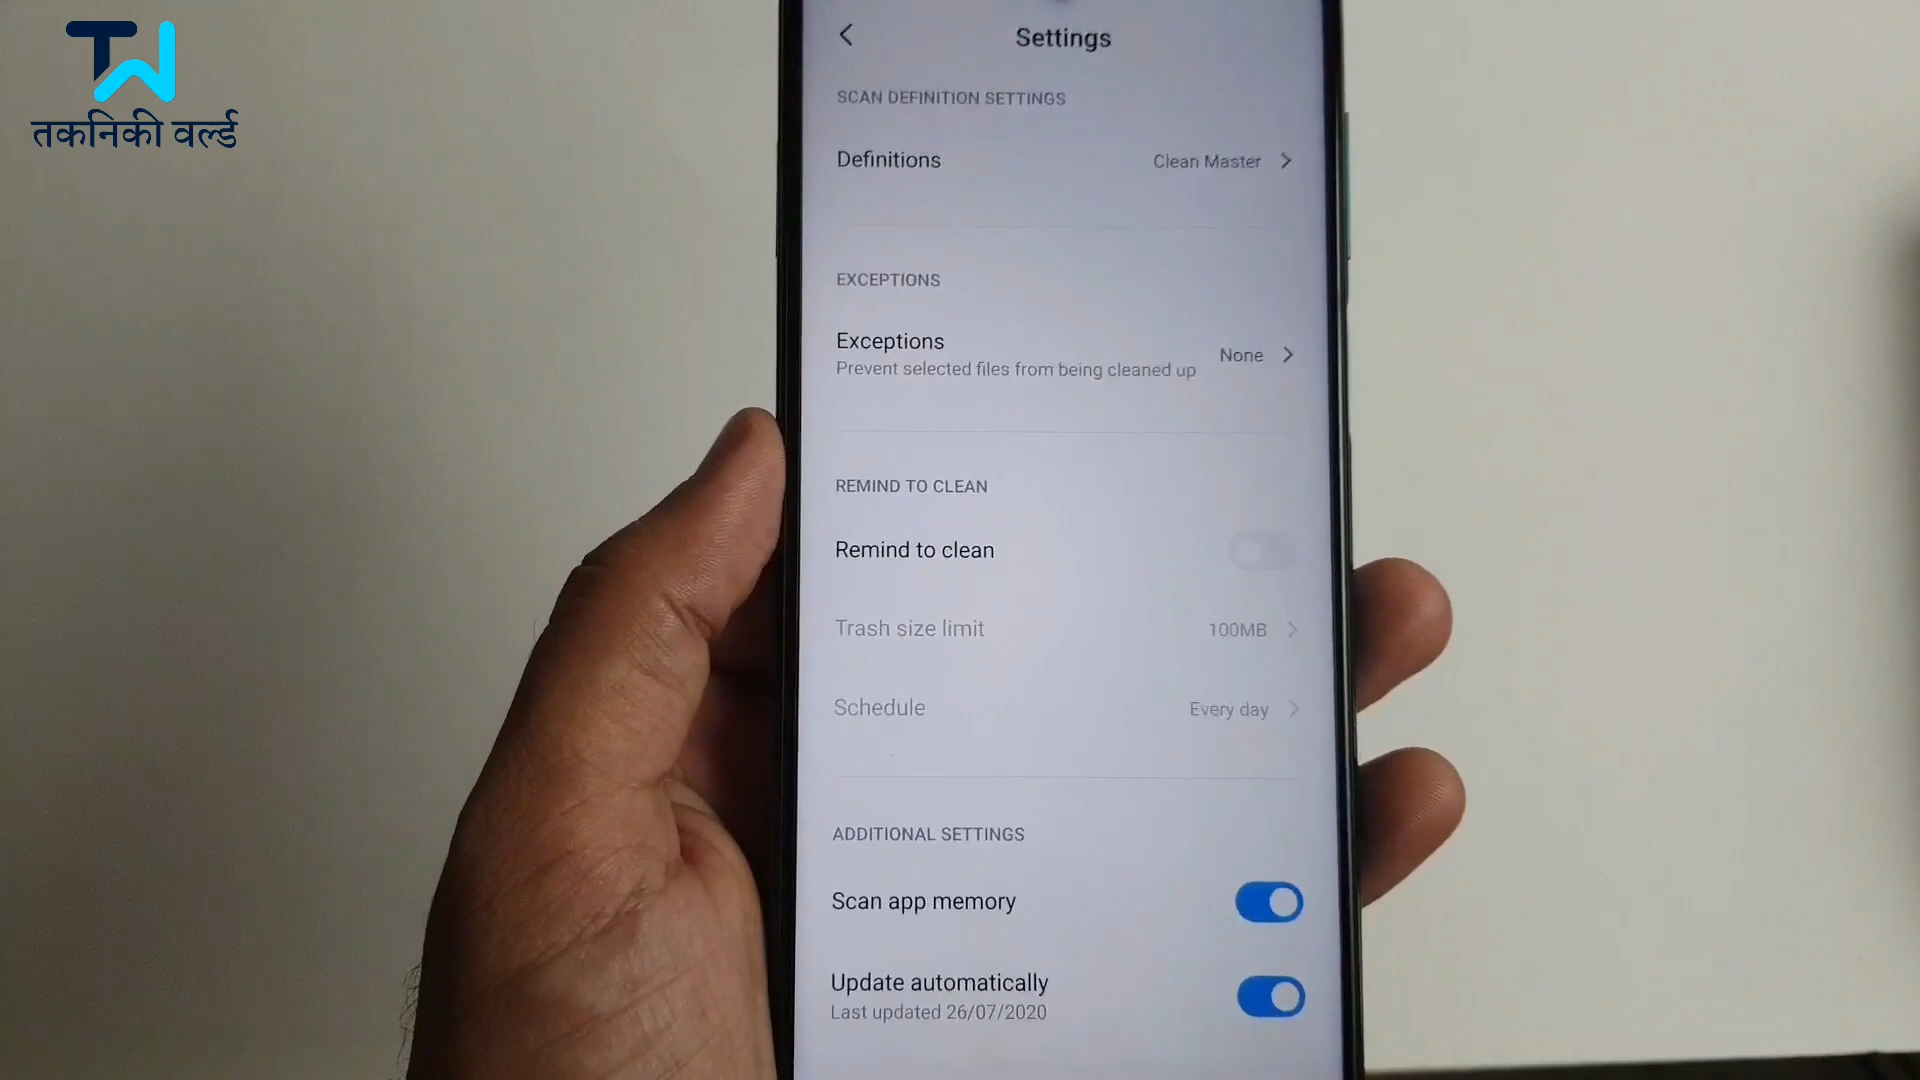 TW
तकनिकी वर्ल्ड
Settings
SCAN DEFINITION SETTINGS
Definitions Clean Master
EXCEPTIONS
Exceptions
Prevent selected files from being cleaned up
None
REMIND TO CLEAN
Remind to clean
Trash size limit 100MB
Schedule Every day
ADDITIONAL SETTINGS
Scan app memory
Update automatically
Last updated 26/07/2020